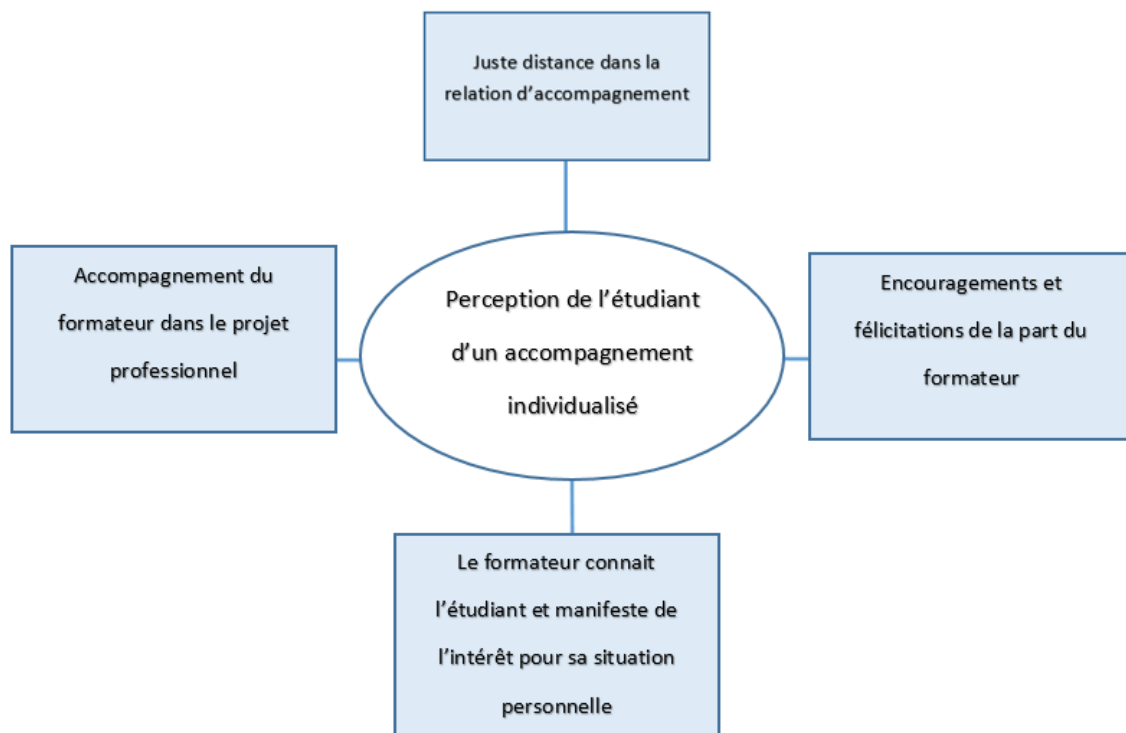 Juste distance dans la
relation d’accompagnement
Accompagnement du
formateur dans le projet
professionnel
Perception de l’étudiant
d’un accompagnement
individualisé
Encouragements et
félicitations de la part du
formateur
Le formateur connait
l’étudiant et manifeste de
l’intérêt pour sa situation
personnelle